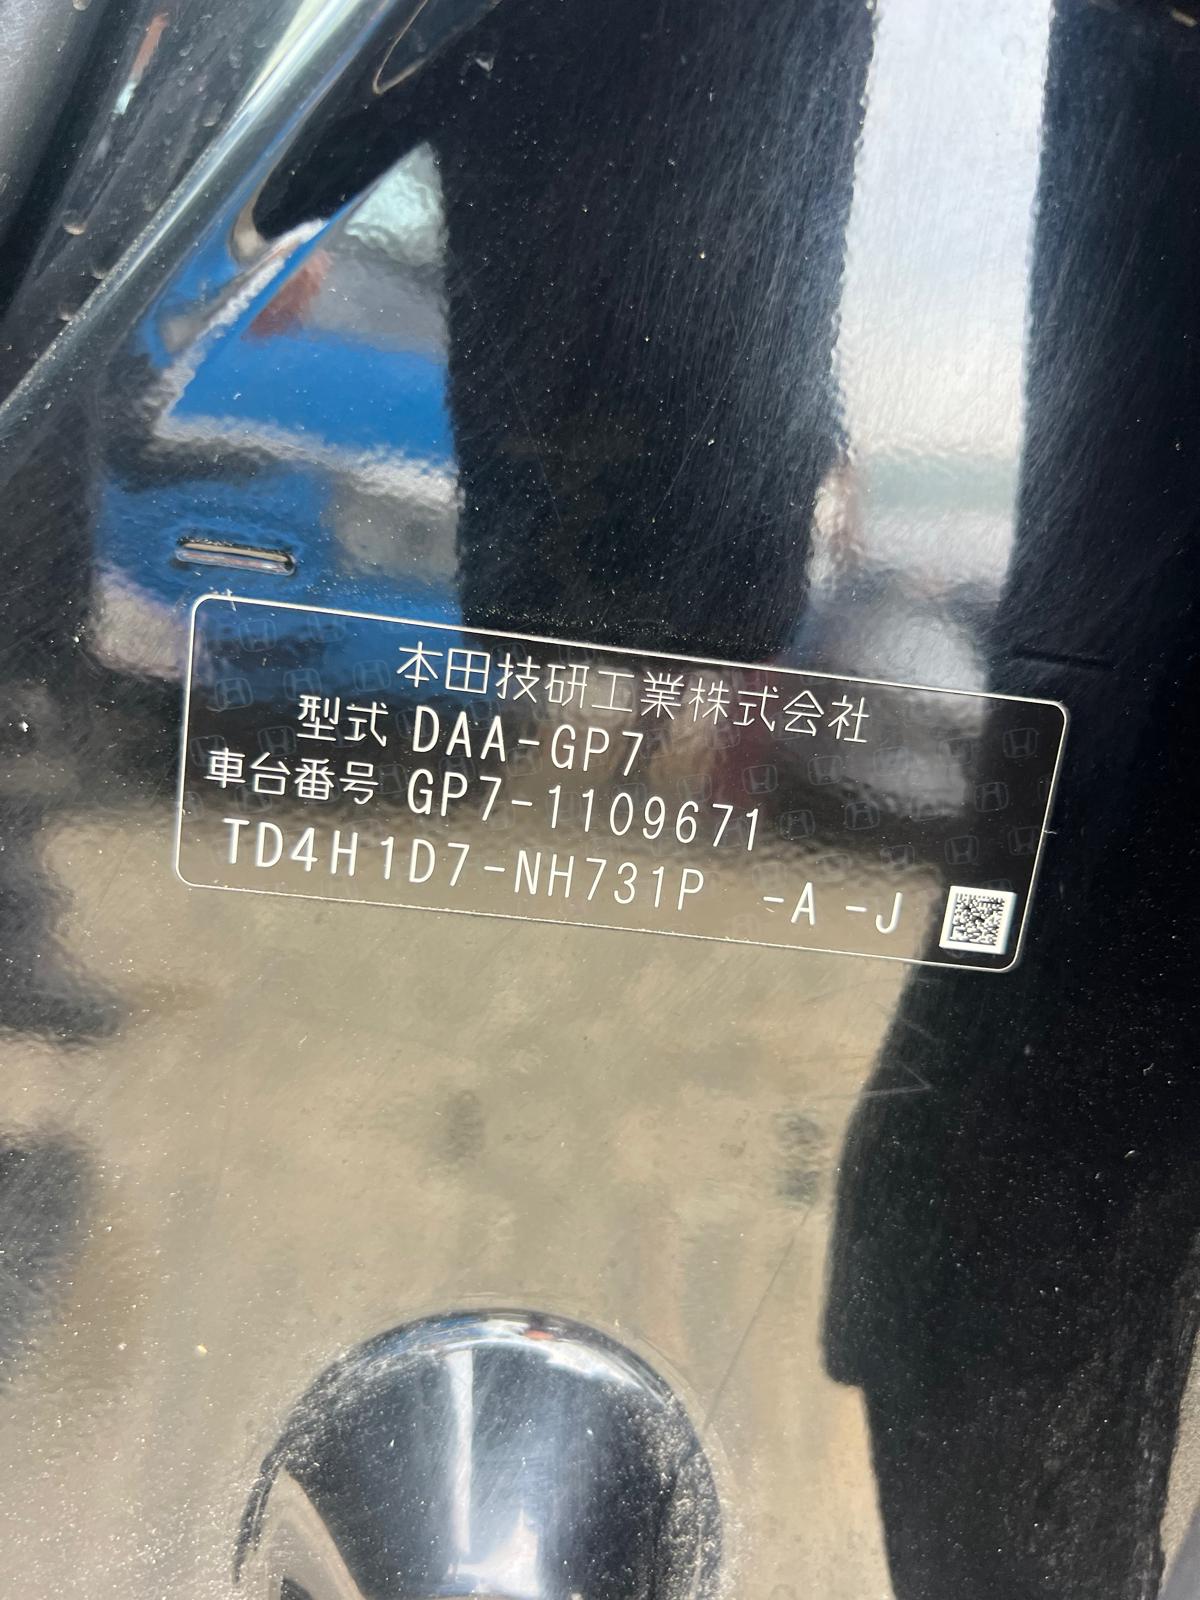 本田技研工業株式会社
型式 DAA-GP7
車台番号 GP7-1109671
TD4H1D7-NH731P -A -J